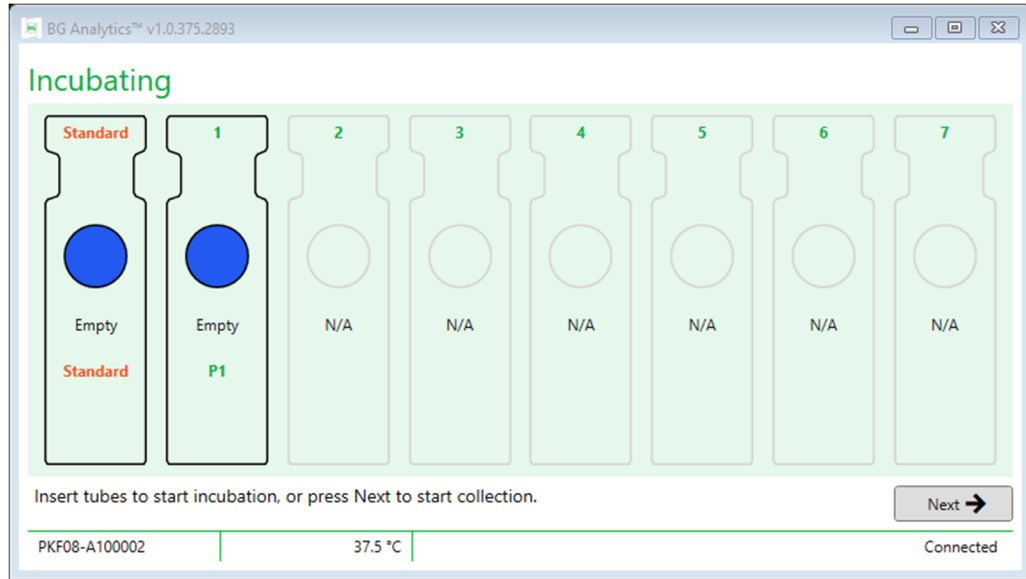 BG Analytics™ v1.0.375.2893
Incubating
Standard 1 2 3 4 5 6 7
Empty Empty N/A N/A N/A N/A N/A N/A
Standard P1
Insert tubes to start incubation, or press Next to start collection.
Next
PKF08-A100002 37.5 °C Connected